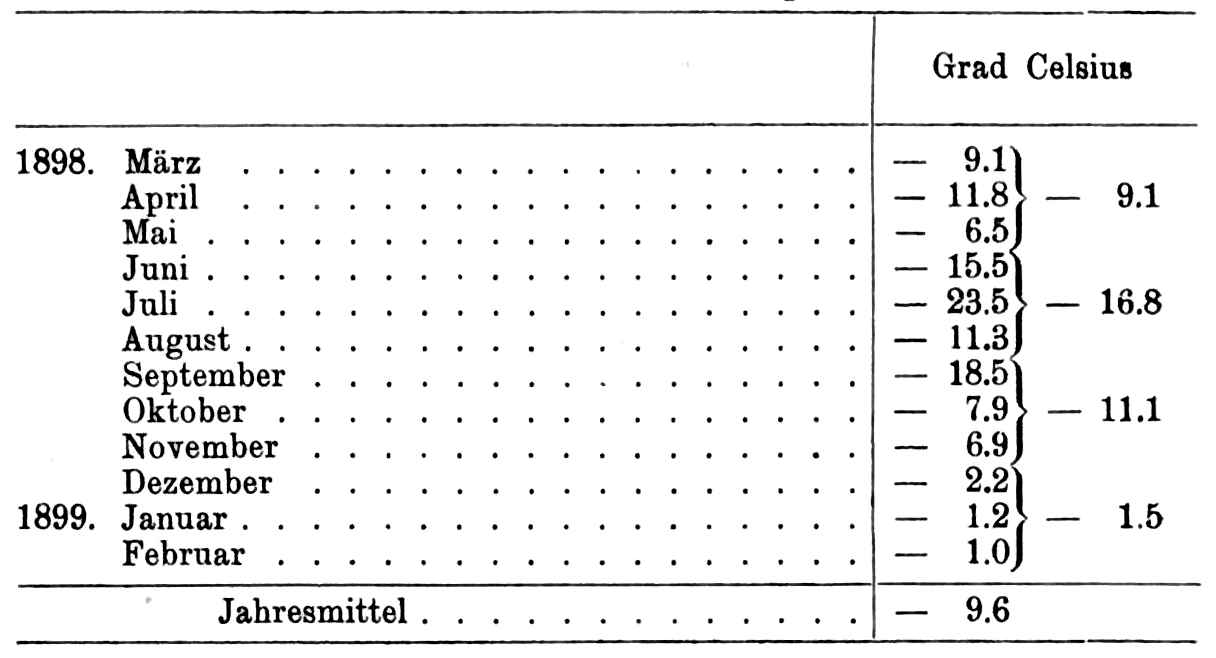 Grad Celsius
1898. März . . . . . . . . . . . . . . . . . . — 9.1
April . . . . . . . . . . . . . . . . . . — 11.8 } — 9.1
Mai . . . . . . . . . . . . . . . . . . . — 6.5
Juni . . . . . . . . . . . . . . . . . . . — 15.5
Juli . . . . . . . . . . . . . . . . . . . — 23.5 } — 16.8
August . . . . . . . . . . . . . . . . . . — 11.3
September . . . . . . . . . . . . . . . . — 18.5
Oktober . . . . . . . . . . . . . . . . . — 7.9 } — 11.1
November . . . . . . . . . . . . . . . . — 6.9
Dezember . . . . . . . . . . . . . . . . — 2.2
1899. Januar . . . . . . . . . . . . . . . . . . — 1.2 } — 1.5
Februar . . . . . . . . . . . . . . . . . — 1.0
Jahresmittel . . . . . . . . . . . . . — 9.6